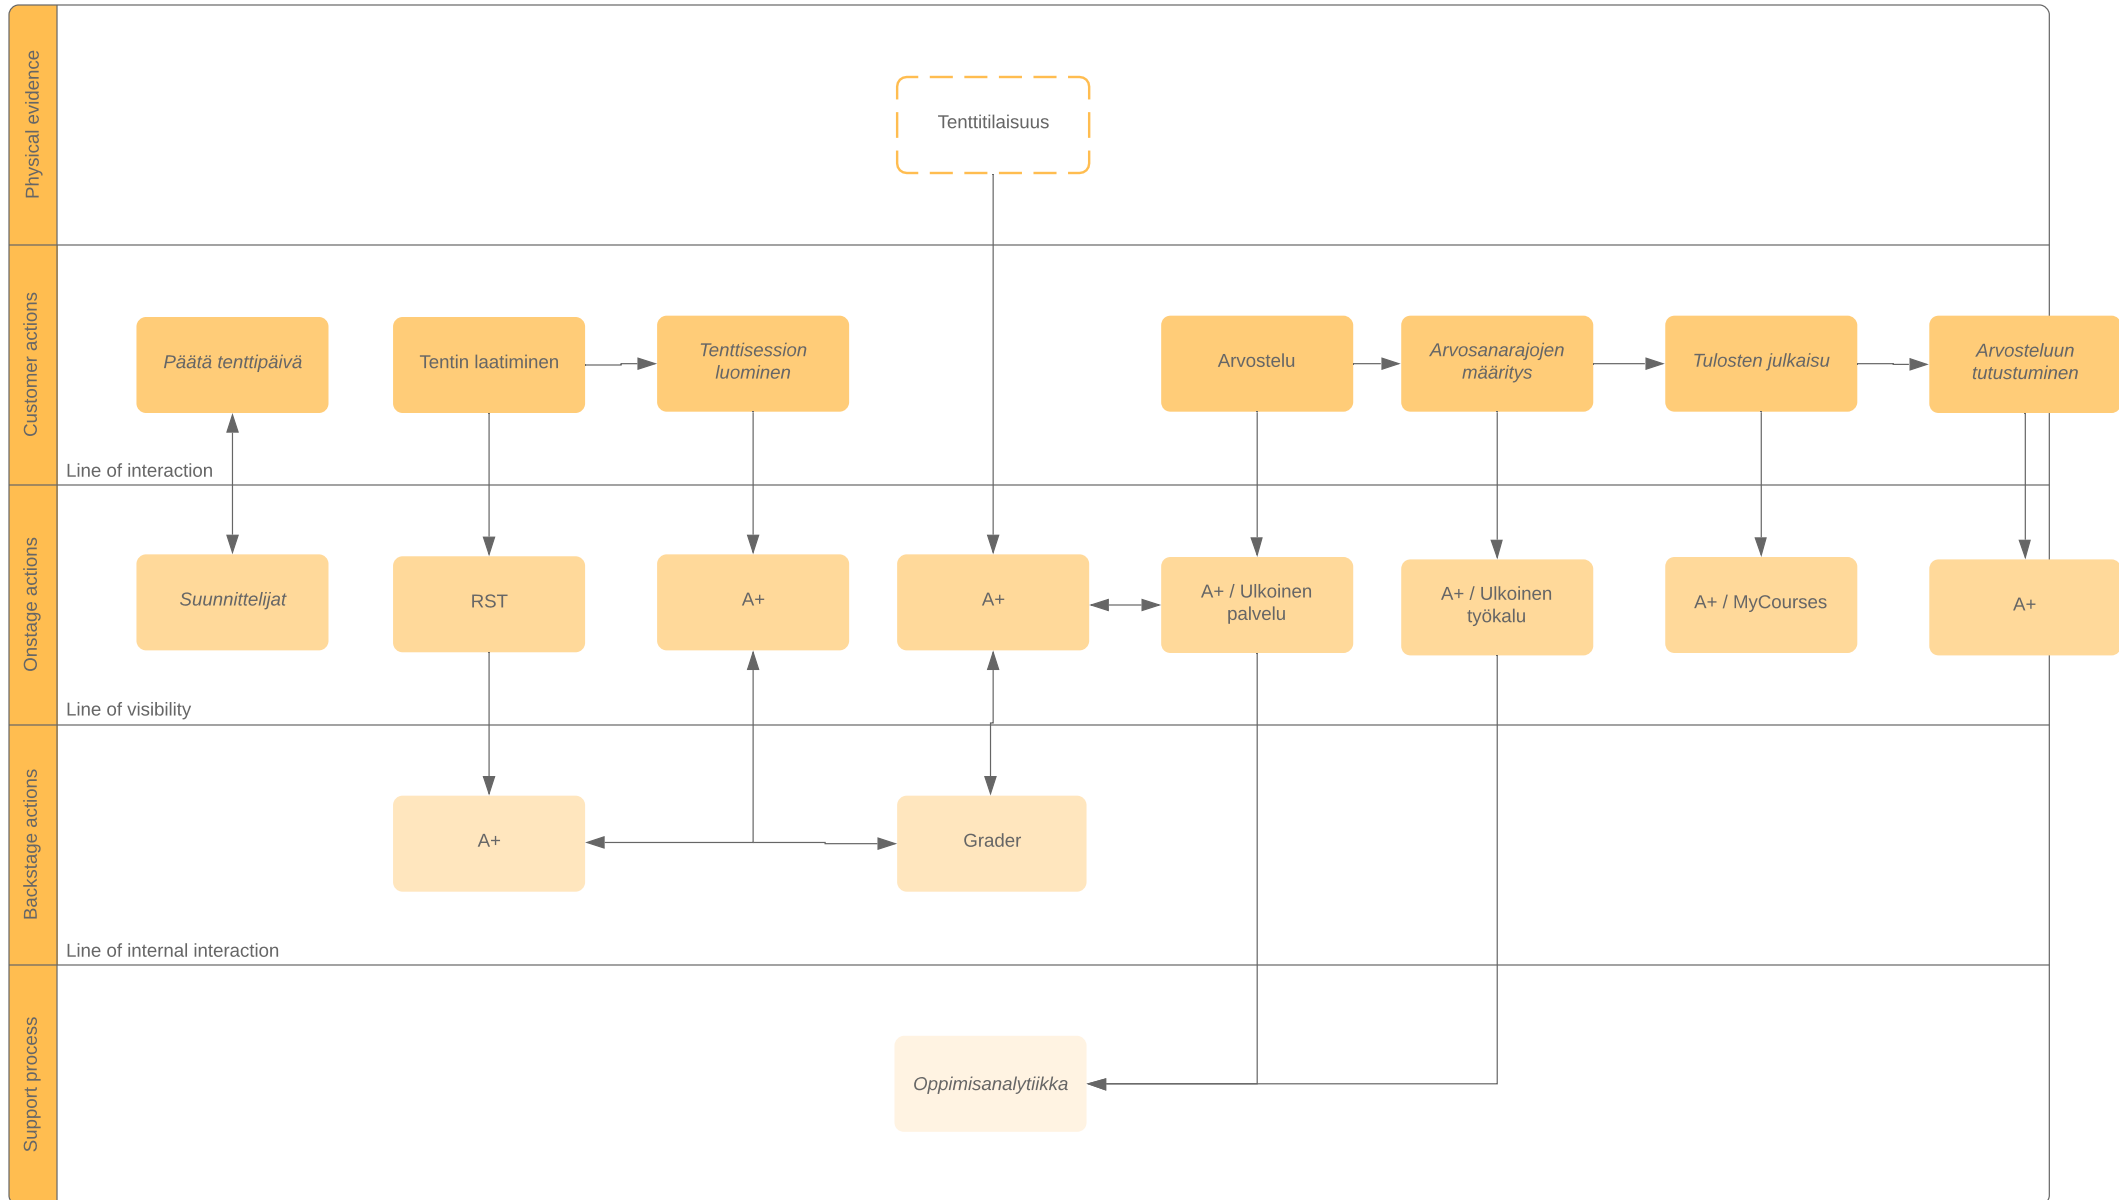 Physical evidence
Tenttitilaisuus
Customer actions
Päätä tenttipäivä
Tentin laatiminen
Tenttisession
luominen
Arvostelu
Arvosanarajojen
määritys
Tulosten julkaisu
Arvosteluun
tutustuminen
Line of interaction
Onstage actions
Suunnittelijat
RST
A+
A+
A+ / Ulkoinen
palvelu
A+ / Ulkoinen
työkalu
A+ / MyCourses
A+
Line of visibility
Backstage actions
A+
Grader
Line of internal interaction
Support process
Oppimisanalytiikka